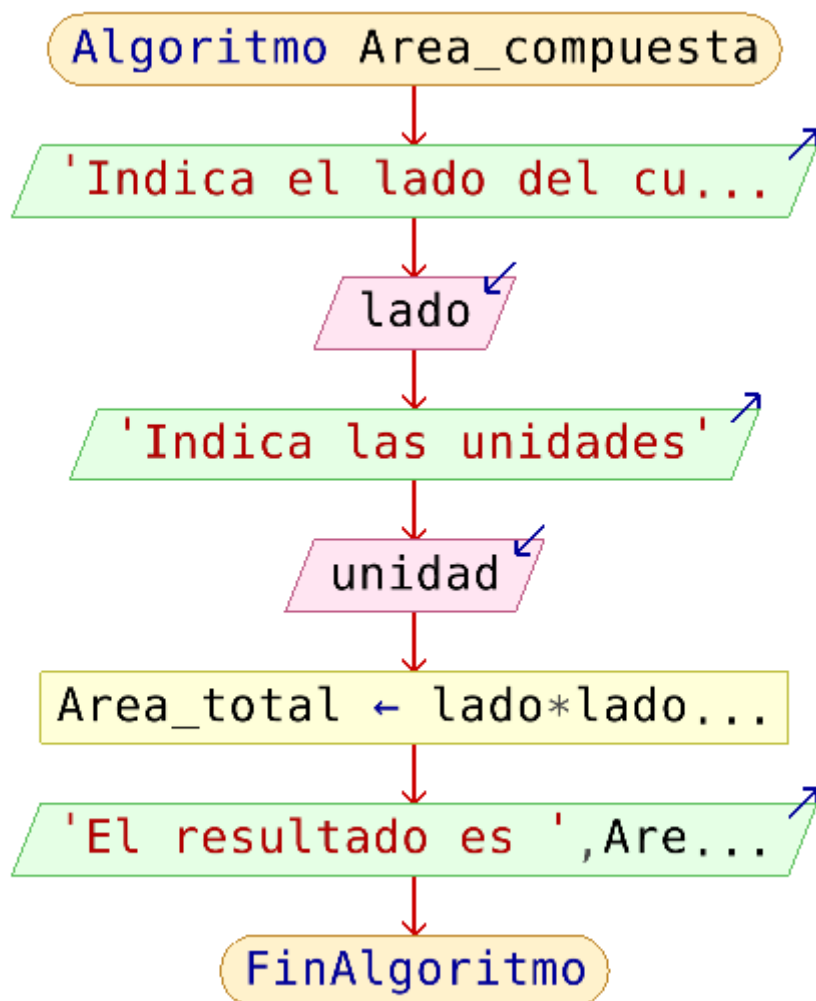 Algoritmo Area_compuesta
'Indica el lado del cu...
lado
'Indica las unidades'
unidad
Area_total ← lado*lado...
'El resultado es ',Are...
FinAlgoritmo